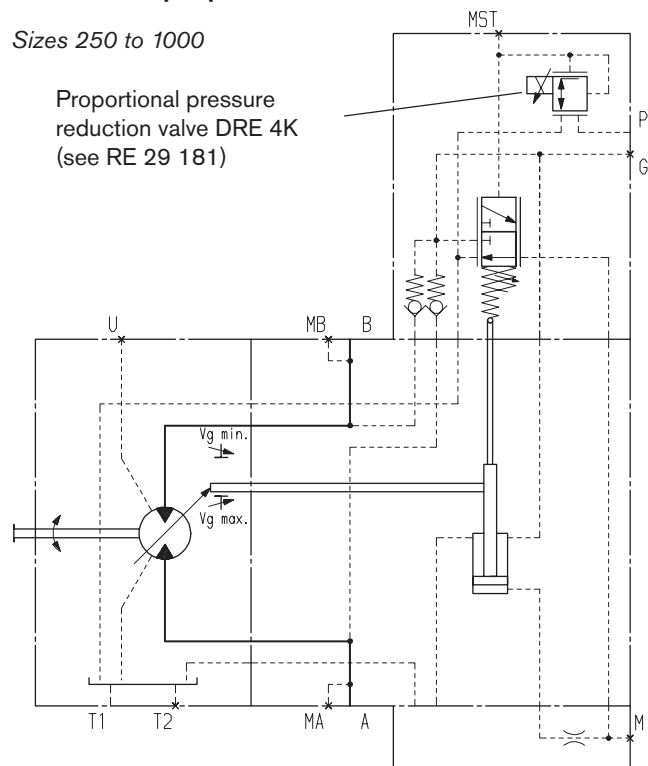 Sizes 250 to 1000
MST
Proportional pressure
reduction valve DRE 4K
(see RE 29 181)
P
G
U
MB
B
Vg min.
Vg max.
T1
T2
MA
A
M